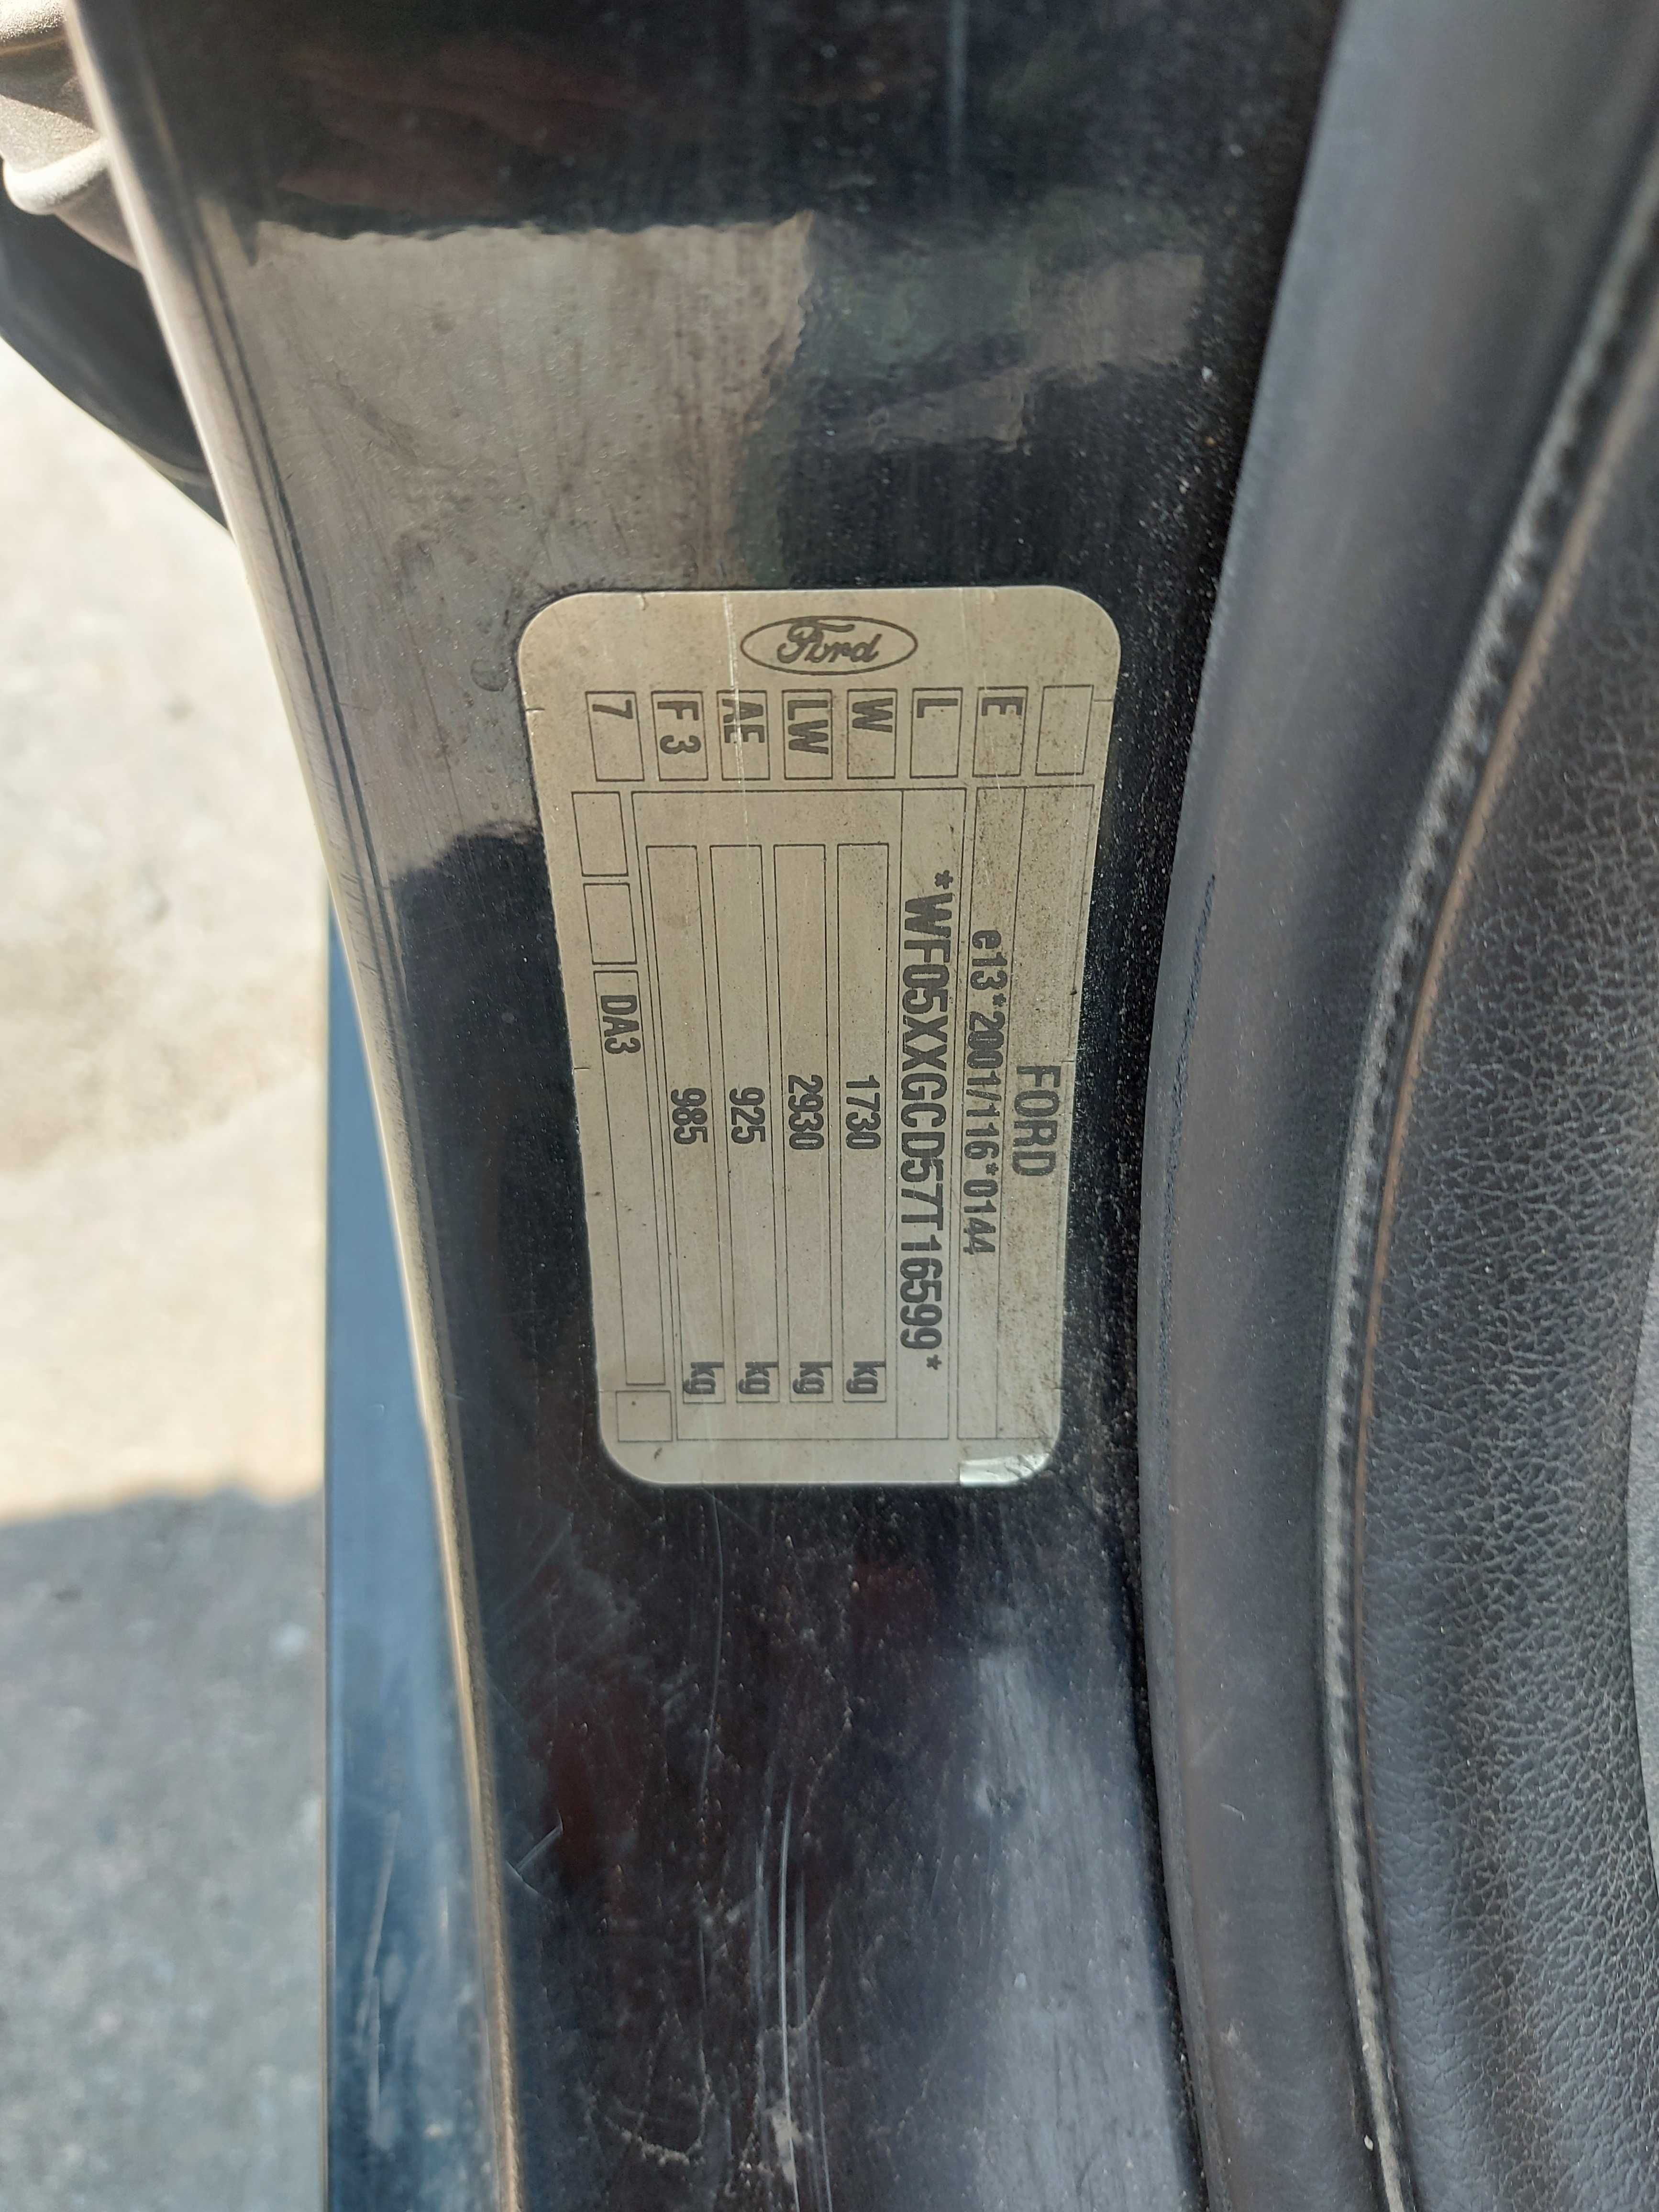 Ford
FORD
E e13*2001/116*0144
L *WF05XXGCD57T16599*
W 1730 kg
LW 2930 kg
AE 925 kg
F3 985 kg
7 DA3